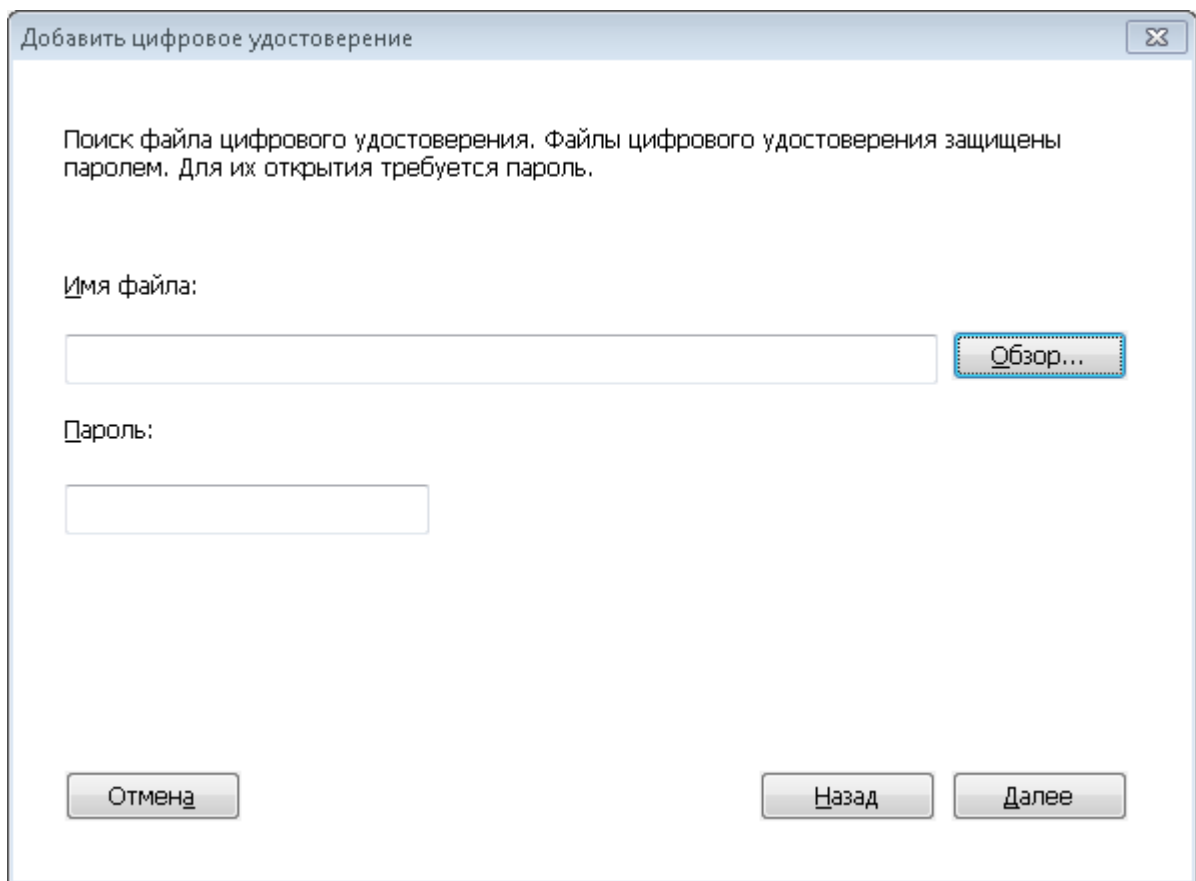 Добавить цифровое удостоверение
Поиск файла цифрового удостоверения. Файлы цифрового удостоверения защищены
паролем. Для их открытия требуется пароль.
Имя файла:
Обзор...
Пароль:
Отмена
Назад
Далее